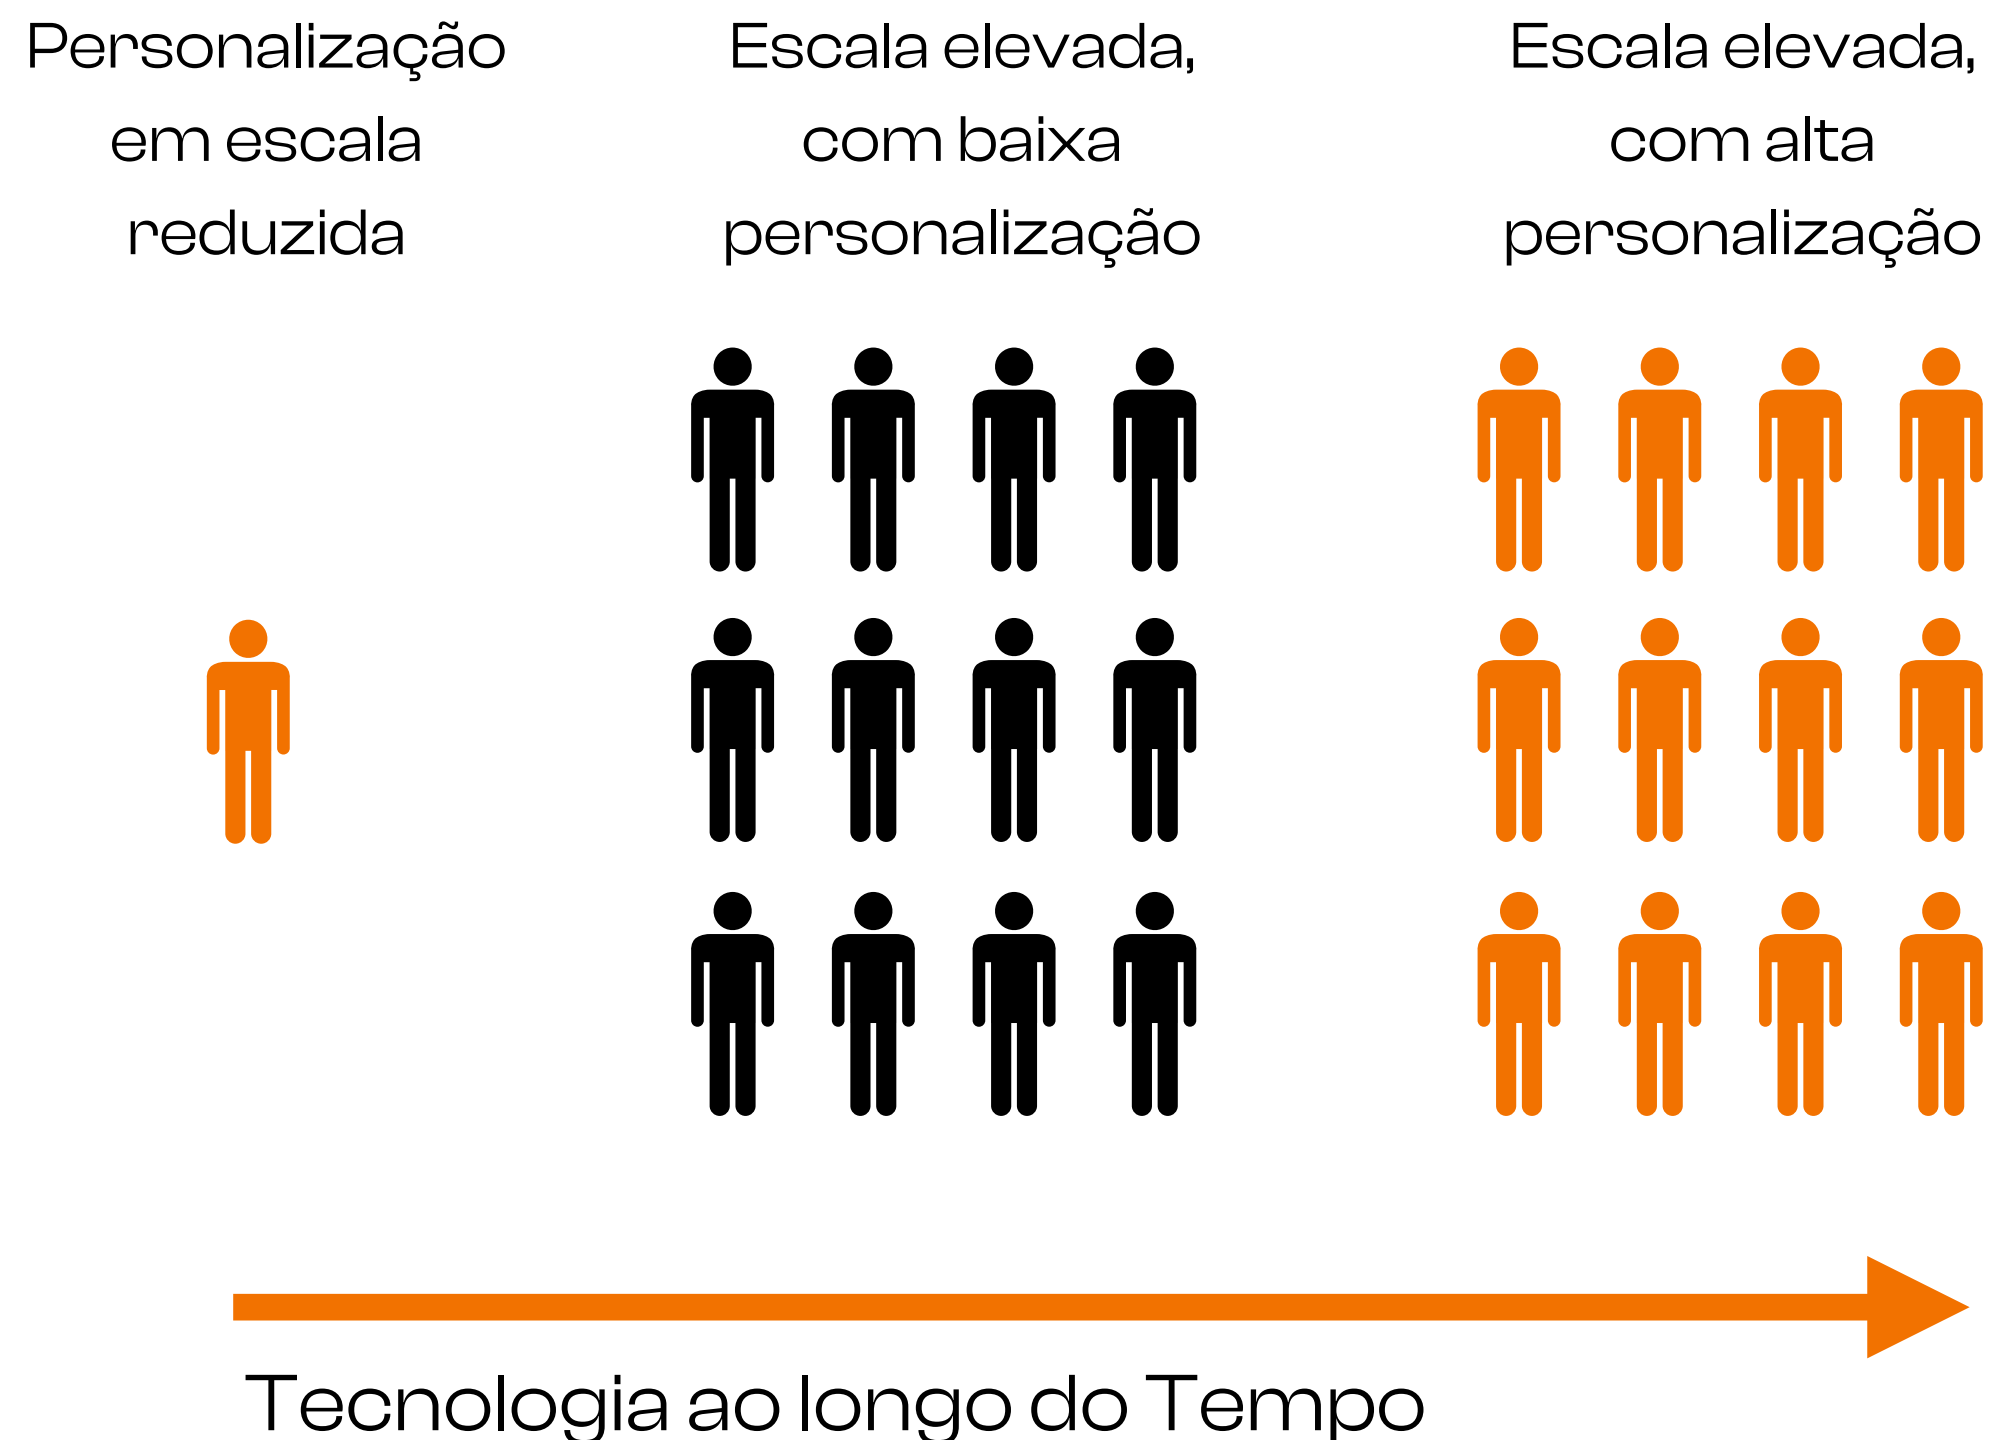 Personalização
em escala
reduzida
Escala elevada,
com baixa
personalização
Escala elevada,
com alta
personalização
Tecnologia ao longo do Tempo